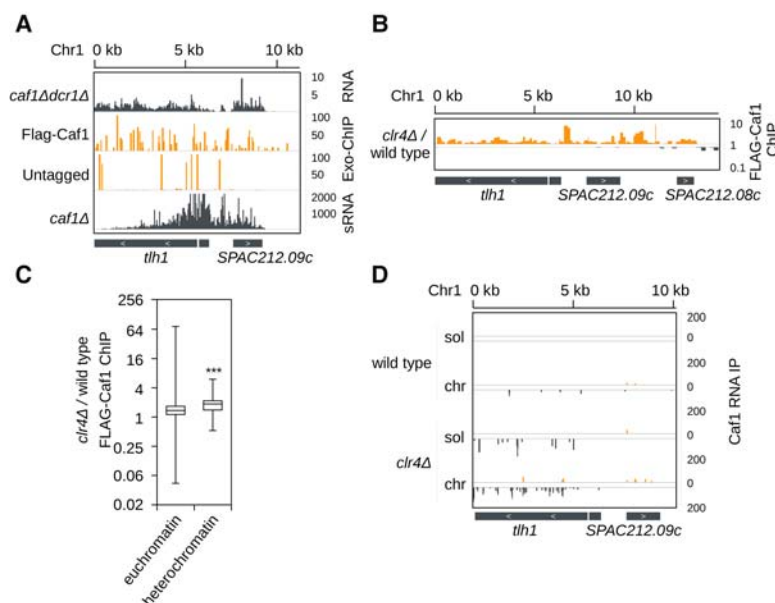 A
Chr1 0 kb 5 kb 10 kb
caf1Δdcr1Δ 10 5 RNA
Flag-Caf1 100 50 Exo-ChIP
Untagged 100 50
caf1Δ 2000 1000 sRNA
< < >
tlh1 SPAC212.09c
B
Chr1 0 kb 5 kb 10 kb
clr4Δ / wild type 10 1 0.1 FLAG-Caf1 ChIP
< < > >
tlh1 SPAC212.09c SPAC212.08c
C
clr4Δ / wild type
FLAG-Caf1 ChIP
256
64
16
4
1
0.25
0.06
0.02
***
euchromatin
heterochromatin
D
Chr1 0 kb 5 kb 10 kb
wild type
sol 200 0
chr 200 0
clr4Δ
sol 200 0
chr 200 0 200
Caf1 RNA IP
< < >
tlh1 SPAC212.09c